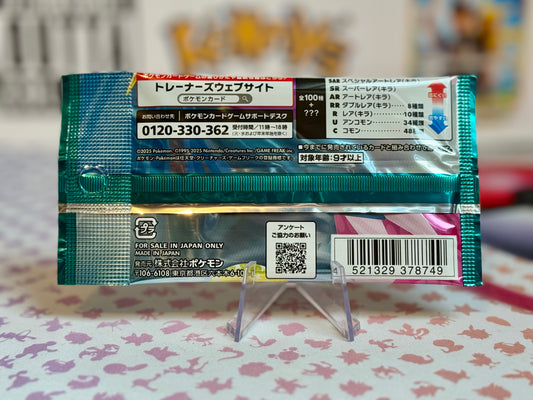 トレーナーズウェブサイト
ポケモンカード
お問い合わせ先 ポケモンカードゲームサポートデスク
0120-330-362 受付時間/11時~18時
全100種
+
???
SAR スペシャルアートレア(キラ)
SR スーパーレア(キラ)
AR アートレア(キラ)
RR ダブルレア(キラ) 8種類
R レア(キラ) 10種類
U アンコモン 34種類
C コモン 48種類
対象年齢:9才以上
©2025 Pokémon. ©1995-2025 Nintendo/Creatures Inc./GAME FREAK inc.
プラ
FOR SALE IN JAPAN ONLY
MADE IN JAPAN
発売元 株式会社ポケモン
〒106-6108 東京都港区六本木6-10
アンケート
ご協力のお願い
521329 378749